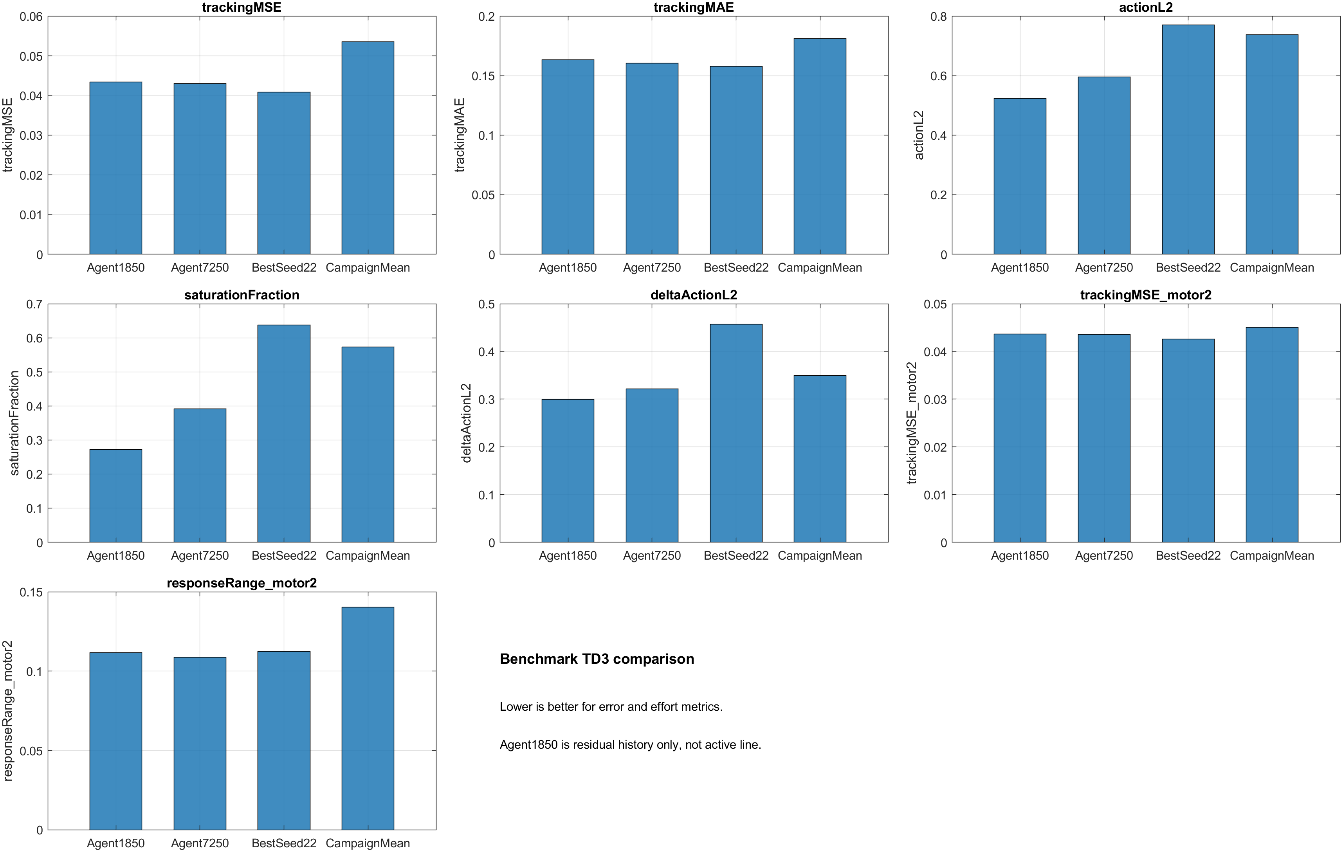 trackingMSE
0.06
0.05
0.04
0.03
0.02
0.01
0
trackingMSE
Agent1850 Agent7250 BestSeed22 CampaignMean
trackingMAE
0.2
0.15
0.1
0.05
0
trackingMAE
Agent1850 Agent7250 BestSeed22 CampaignMean
actionL2
0.8
0.6
0.4
0.2
0
actionL2
Agent1850 Agent7250 BestSeed22 CampaignMean
saturationFraction
0.7
0.6
0.5
0.4
0.3
0.2
0.1
0
saturationFraction
Agent1850 Agent7250 BestSeed22 CampaignMean
deltaActionL2
0.5
0.4
0.3
0.2
0.1
0
deltaActionL2
Agent1850 Agent7250 BestSeed22 CampaignMean
trackingMSE_motor2
0.05
0.04
0.03
0.02
0.01
0
trackingMSE_motor2
Agent1850 Agent7250 BestSeed22 CampaignMean
responseRange_motor2
0.15
0.1
0.05
0
responseRange_motor2
Agent1850 Agent7250 BestSeed22 CampaignMean
Benchmark TD3 comparison
Lower is better for error and effort metrics.
Agent1850 is residual history only, not active line.